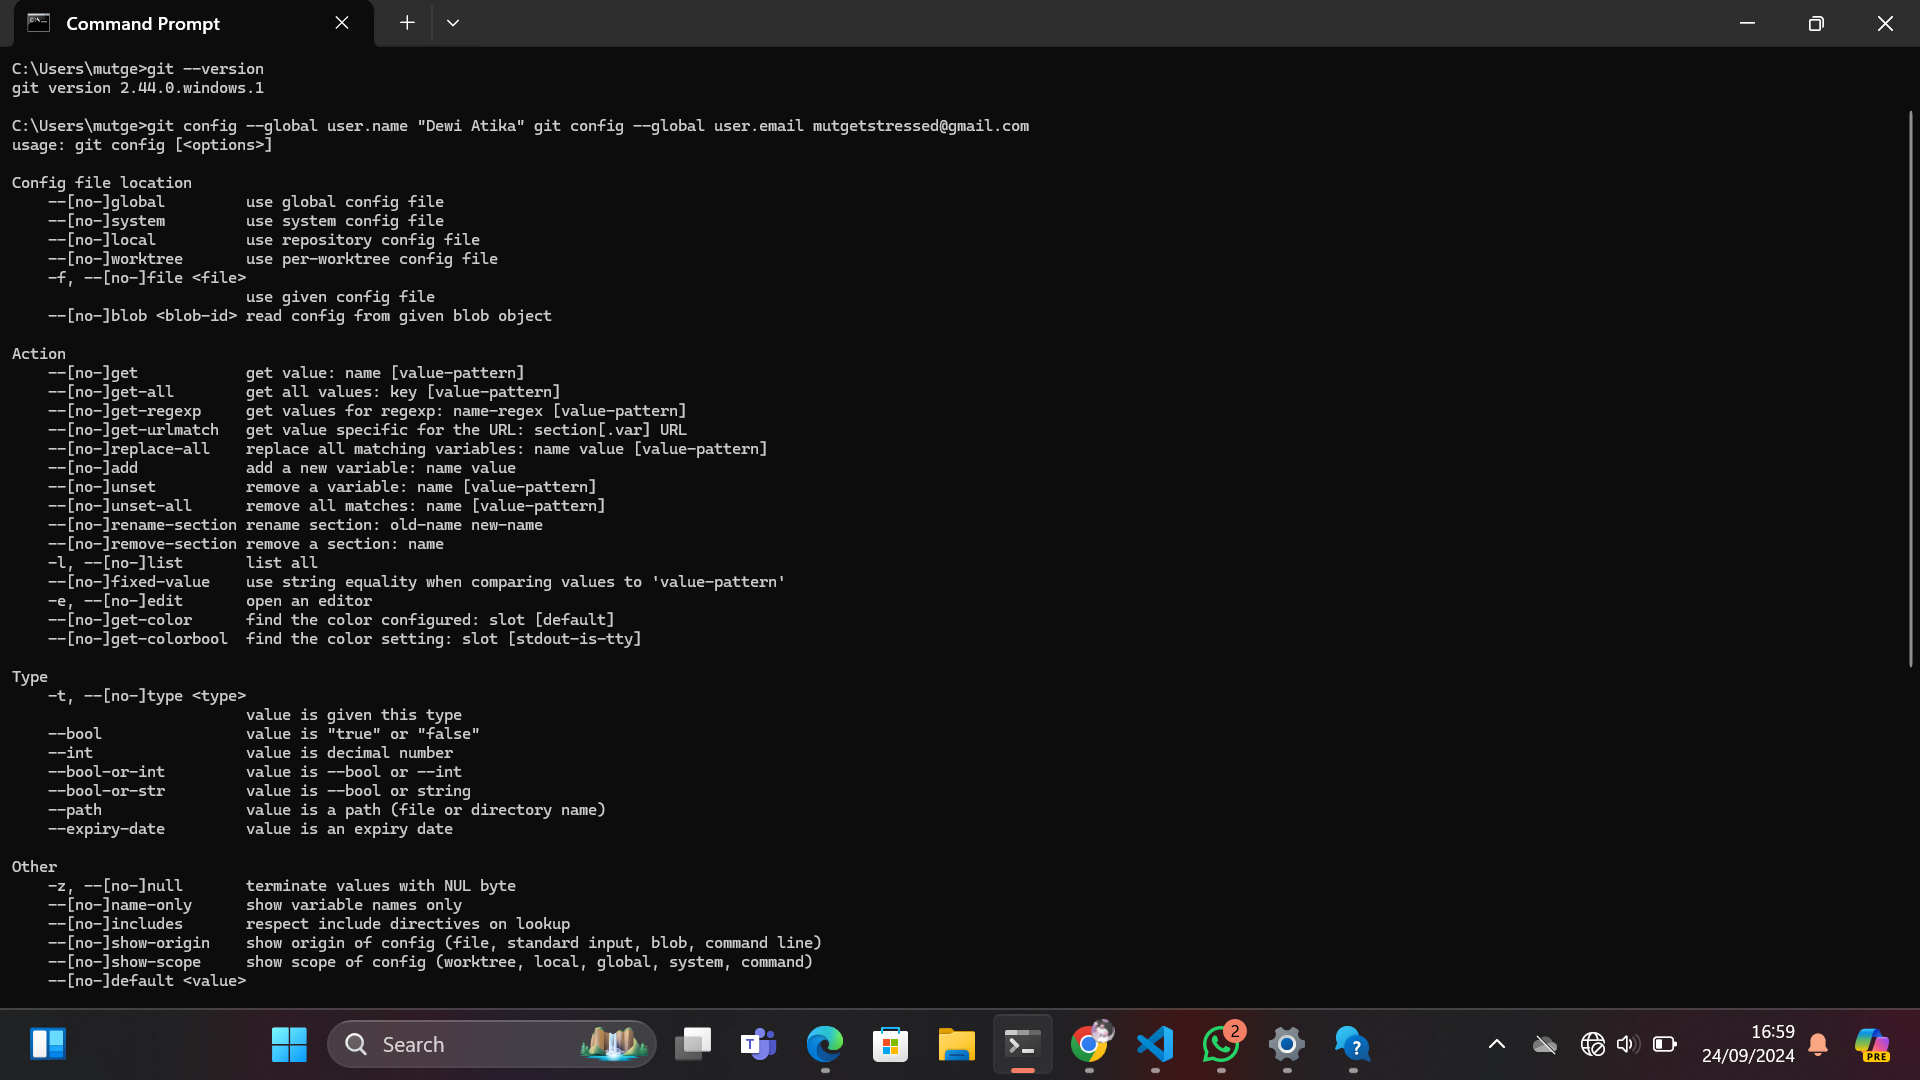 Command Prompt
C:\Users\mutge>git --version
git version 2.44.0.windows.1
C:\Users\mutge>git config --global user.name "Dewi Atika" git config --global user.email mutgetstressed@gmail.com
usage: git config [<options>]
Config file location
--[no-]global use global config file
--[no-]system use system config file
--[no-]local use repository config file
--[no-]worktree use per-worktree config file
-f, --[no-]file <file>
use given config file
--[no-]blob <blob-id> read config from given blob object
Action
--[no-]get get value: name [value-pattern]
--[no-]get-all get all values: key [value-pattern]
--[no-]get-regexp get values for regexp: name-regex [value-pattern]
--[no-]get-urlmatch get value specific for the URL: section[.var] URL
--[no-]replace-all replace all matching variables: name value [value-pattern]
--[no-]add add a new variable: name value
--[no-]unset remove a variable: name [value-pattern]
--[no-]unset-all remove all matches: name [value-pattern]
--[no-]rename-section rename section: old-name new-name
--[no-]remove-section remove a section: name
-l, --[no-]list list all
--[no-]fixed-value use string equality when comparing values to 'value-pattern'
-e, --[no-]edit open an editor
--[no-]get-color find the color configured: slot [default]
--[no-]get-colorbool find the color setting: slot [stdout-is-tty]
Type
-t, --[no-]type <type>
value is given this type
--bool value is "true" or "false"
--int value is decimal number
--bool-or-int value is --bool or --int
--bool-or-str value is --bool or string
--path value is a path (file or directory name)
--expiry-date value is an expiry date
Other
-z, --[no-]null terminate values with NUL byte
--[no-]name-only show variable names only
--[no-]includes respect include directives on lookup
--[no-]show-origin show origin of config (file, standard input, blob, command line)
--[no-]show-scope show scope of config (worktree, local, global, system, command)
--[no-]default <value>
Search
T
2
?
16:59
24/09/2024
PRE